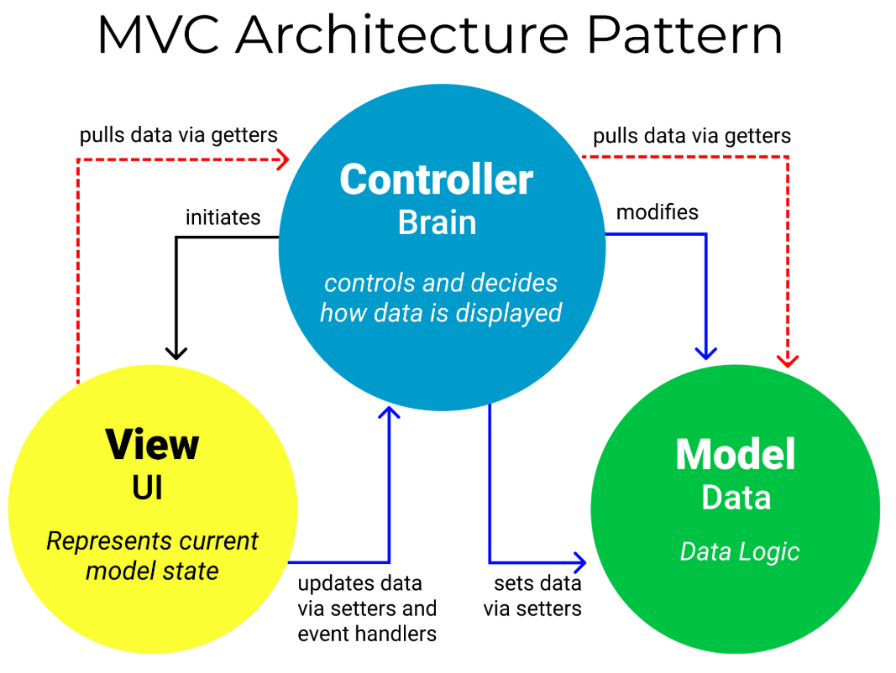 MVC Architecture Pattern
pulls data via getters
pulls data via getters
Controller
Brain
initiates
modifies
controls and decides
how data is displayed
View
UI
Represents current
model state
Model
Data
Data Logic
updates data
via setters and
event handlers
sets data
via setters